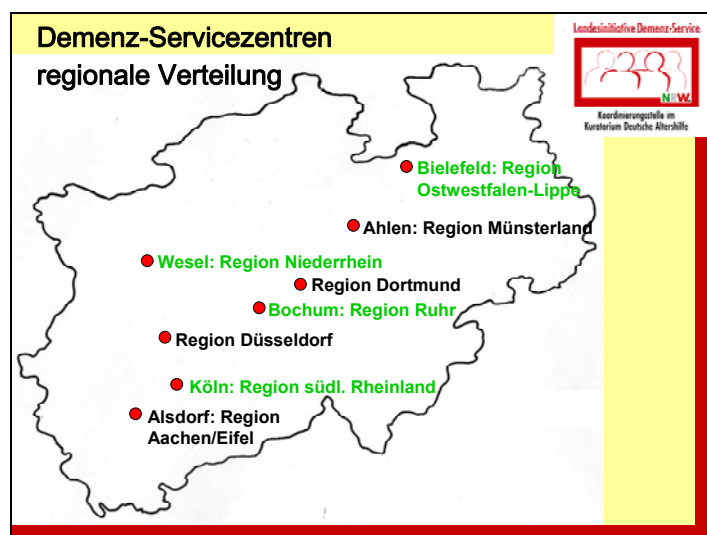 Demenz-Servicezentren
regionale Verteilung
Landesinitiative Demenz-Service
NRW.
Koordinierungsstelle im
Kuratorium Deutsche Altershilfe
Bielefeld: Region
Ostwestfalen-Lippe
Ahlen: Region Münsterland
Wesel: Region Niederrhein
Region Dortmund
Bochum: Region Ruhr
Region Düsseldorf
Köln: Region südl. Rheinland
Alsdorf: Region
Aachen/Eifel